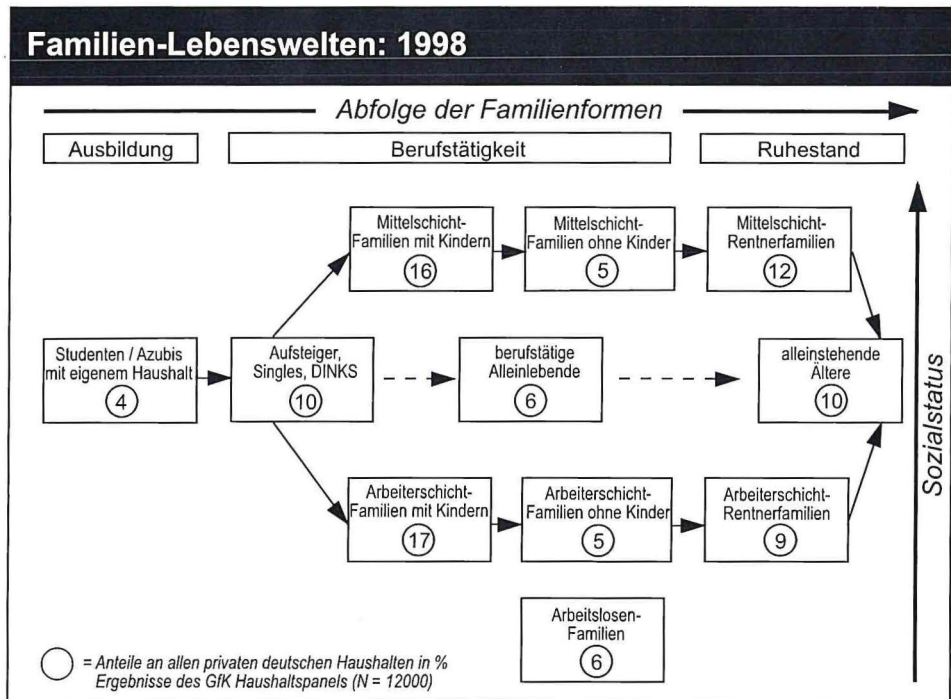 Familien-Lebenswelten: 1998
Abfolge der Familienformen
Ausbildung
Berufstätigkeit
Ruhestand
Mittelschicht-
Familien mit Kindern
16
Mittelschicht-
Familien ohne Kinder
5
Mittelschicht-
Rentnerfamilien
12
Studenten / Azubis
mit eigenem Haushalt
4
Aufsteiger,
Singles, DINKS
10
berufstätige
Alleinlebende
6
alleinstehende
Ältere
10
Arbeiterschicht-
Familien mit Kindern
17
Arbeiterschicht-
Familien ohne Kinder
5
Arbeiterschicht-
Rentnerfamilien
9
Arbeitslosen-
Familien
6
Sozialstatus
= Anteile an allen privaten deutschen Haushalten in %
Ergebnisse des GfK Haushaltspanels (N = 12000)